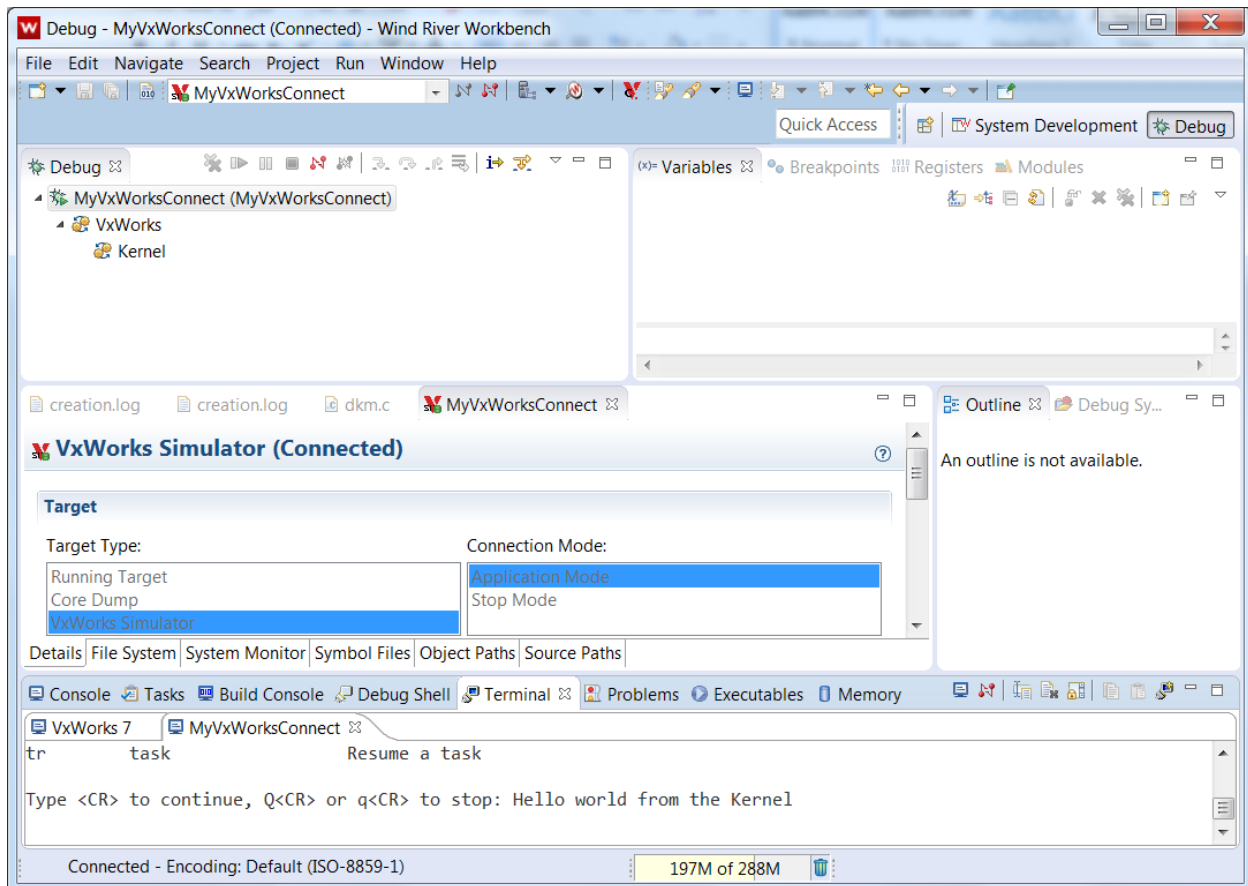 Debug - MyVxWorksConnect (Connected) - Wind River Workbench
File Edit Navigate Search Project Run Window Help
MyVxWorksConnect
Quick Access System Development Debug
Debug
MyVxWorksConnect (MyVxWorksConnect)
VxWorks
Kernel
(x)= Variables Breakpoints Registers Modules
creation.log creation.log dkm.c MyVxWorksConnect
VxWorks Simulator (Connected)
Target
Target Type:
Running Target
Core Dump
VxWorks Simulator
Connection Mode:
Application Mode
Stop Mode
Details File System System Monitor Symbol Files Object Paths Source Paths
Outline Debug Sy...
An outline is not available.
Console Tasks Build Console Debug Shell Terminal Problems Executables Memory
VxWorks 7 MyVxWorksConnect
tr task Resume a task
Type <CR> to continue, Q<CR> or q<CR> to stop: Hello world from the Kernel
Connected - Encoding: Default (ISO-8859-1) 197M of 288M